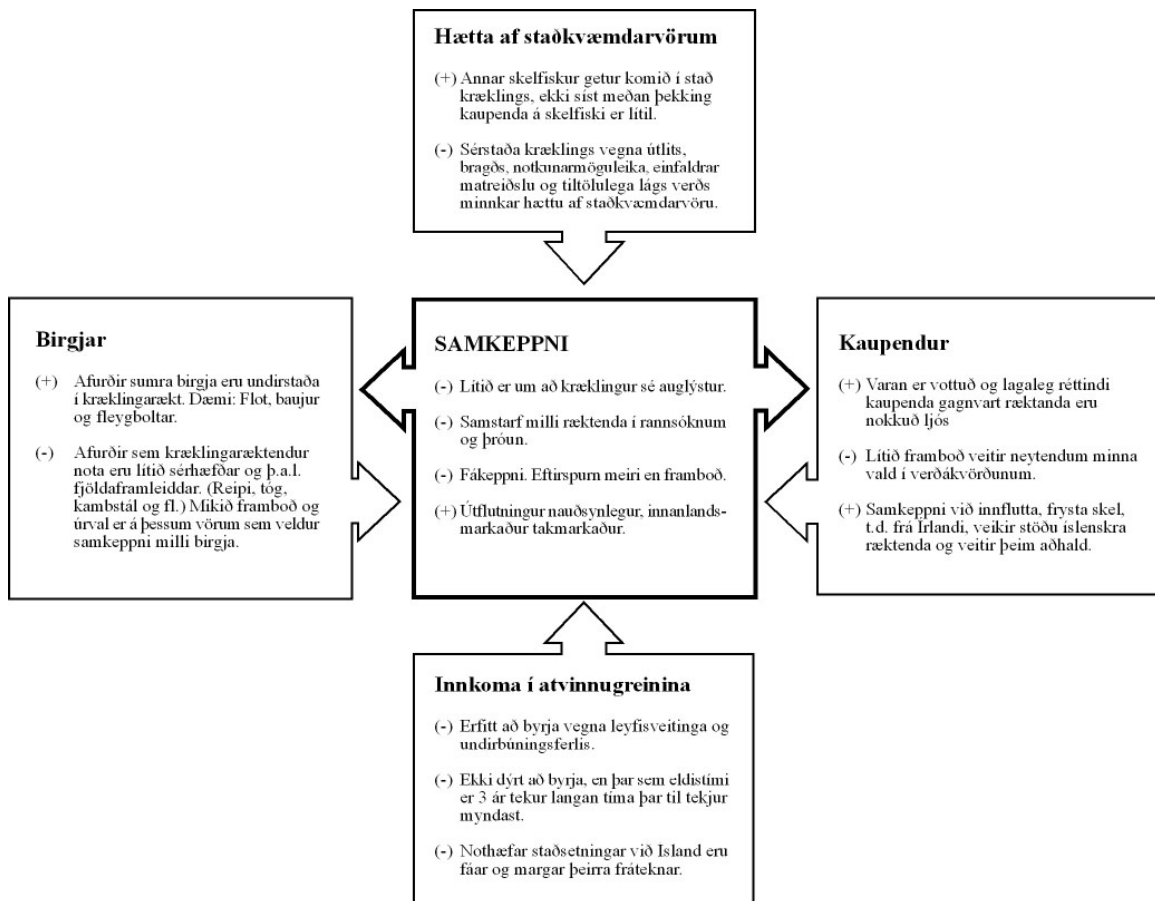 Hætta af staðkvæmdarvörum
(+) Annar skelfiskur getur komið í stað
kræklings, ekki síst meðan þekking
kaupenda á skelfiski er lítil.
(-) Sérstaða kræklings vegna útlits,
bragðs, notkunarmöguleika, einfaldrar
matreiðslu og tiltölulega lágs verðs
minnkar hættu af staðkvæmdarvöru.
Birgjar
(+) Afurðir sumra birgja eru undirstaða
í kræklingarækt. Dæmi: Flot, baujur
og fleygboltar.
(-) Afurðir sem kræklingaræktendur
nota eru lítið sérhæfðar og þ.a.l.
fjöldaframleiddar. (Reipi, tóg,
kambstál og fl.) Mikið framboð og
úrval er á þessum vörum sem veldur
samkeppni milli birgja.
SAMKEPPNI
(-) Lítið er um að kræklingur sé auglýstur.
(-) Samstarf milli ræktenda í rannsóknum
og þróun.
(-) Fákeppni. Eftirspurn meiri en framboð.
(+) Útflutningur nauðsynlegur, innanlands-
markaður takmarkaður.
Kaupendur
(+) Varan er vottuð og lagaleg réttindi
kaupenda gagnvart ræktanda eru
nokkuð ljós
(-) Lítið framboð veitir neytendum minna
vald í verðákvörðunum.
(+) Samkeppni við innflutta, frysta skel,
t.d. frá Írlandi, veikir stöðu íslenskra
ræktenda og veitir þeim aðhald.
Innkoma í atvinnugreinina
(-) Erfitt að byrja vegna leyfisveitinga og
undirbúningsferlis.
(-) Ekki dýrt að byrja, en þar sem eldistími
er 3 ár tekur langan tíma þar til tekjur
myndast.
(-) Nothæfar staðsetningar við Island eru
fáar og margar þeirra fráteknar.